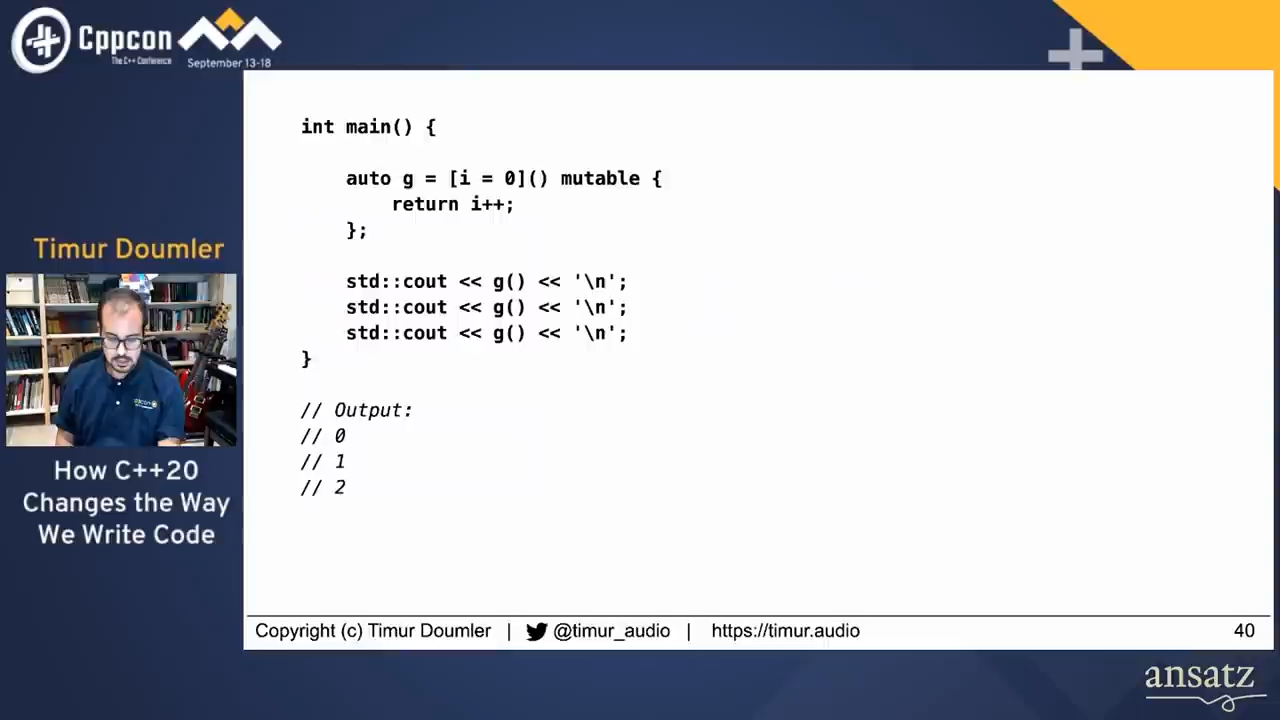 Cppcon
The C++ Conference
September 13-18
int main() {
auto g = [i = 0]() mutable {
return i++;
};
std::cout << g() << '\n';
std::cout << g() << '\n';
std::cout << g() << '\n';
}
// Output:
// 0
// 1
// 2
Timur Doumler
How C++20
Changes the Way
We Write Code
Copyright (c) Timur Doumler | @timur_audio | https://timur.audio
40
ansatz